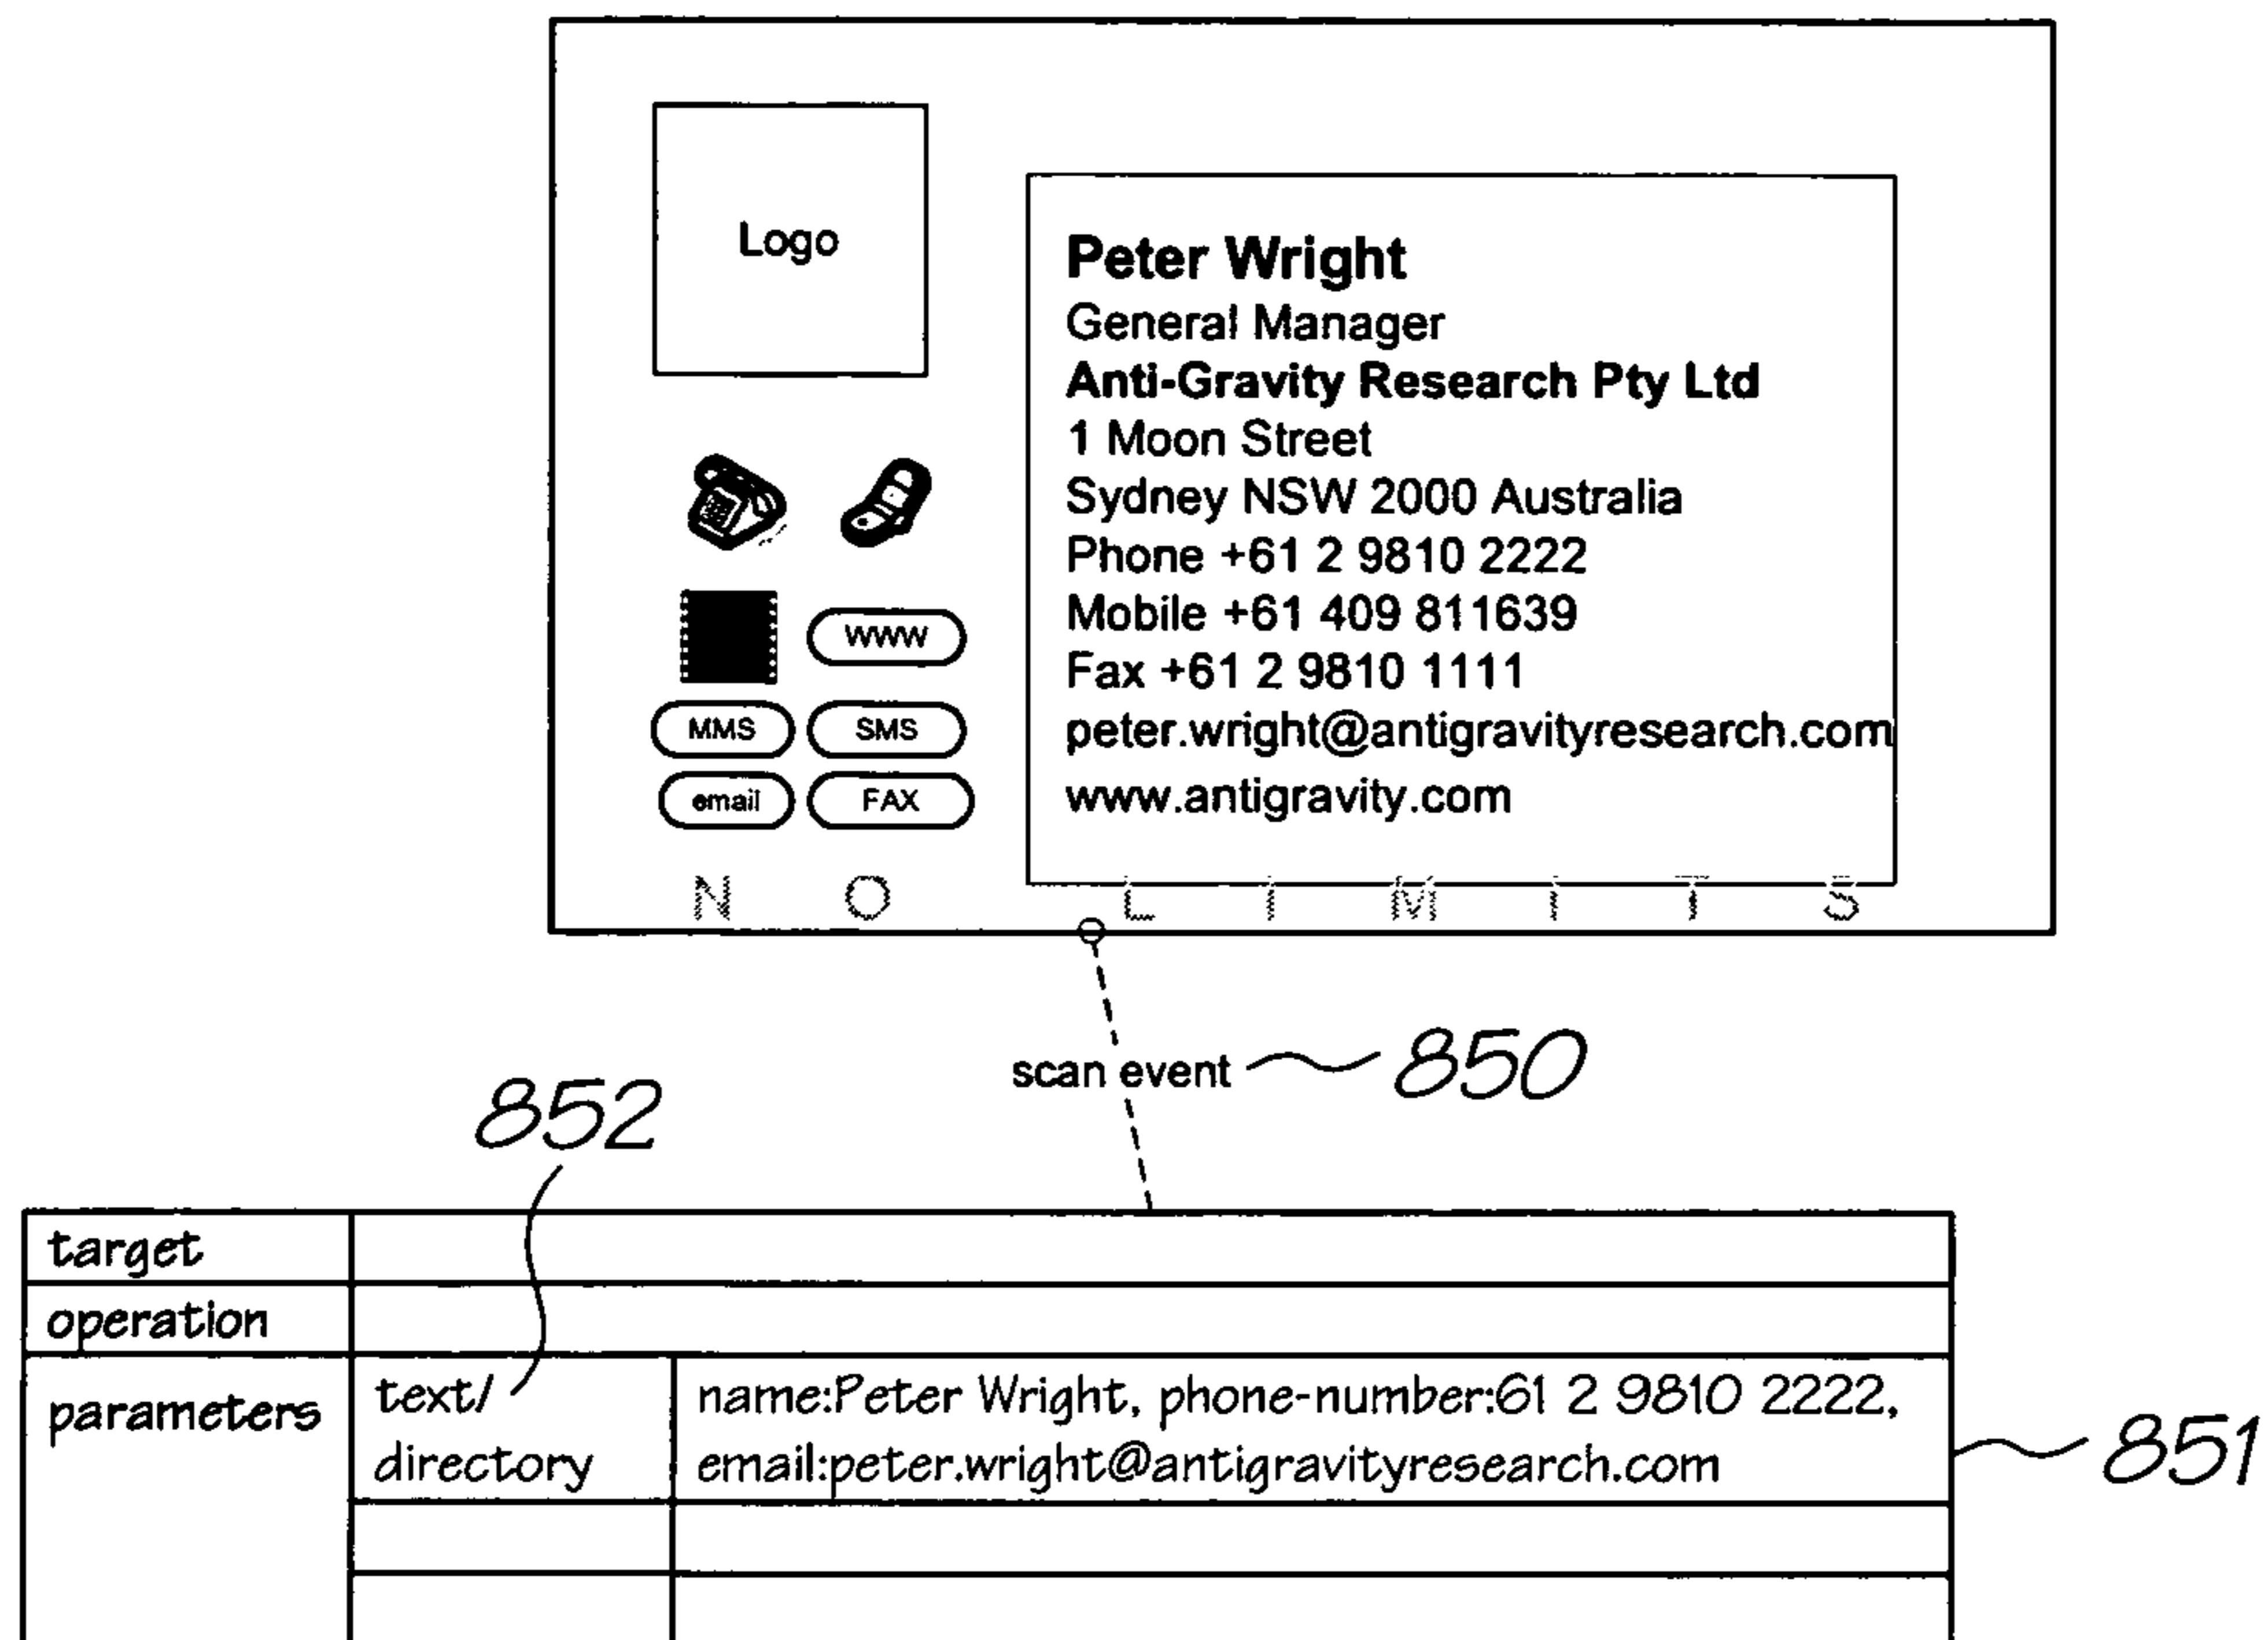 Logo
Peter Wright
General Manager
Anti-Gravity Research Pty Ltd
1 Moon Street
Sydney NSW 2000 Australia
Phone +61 2 9810 2222
Mobile +61 409 811639
Fax +61 2 9810 1111
peter.wright@antigravityresearch.com
www.antigravity.com
WWW
MMS SMS
email FAX
N O L I M I T S
scan event 850
852
target
operation
parameters
text/
directory
name:Peter Wright, phone-number:61 2 9810 2222,
email:peter.wright@antigravityresearch.com
851